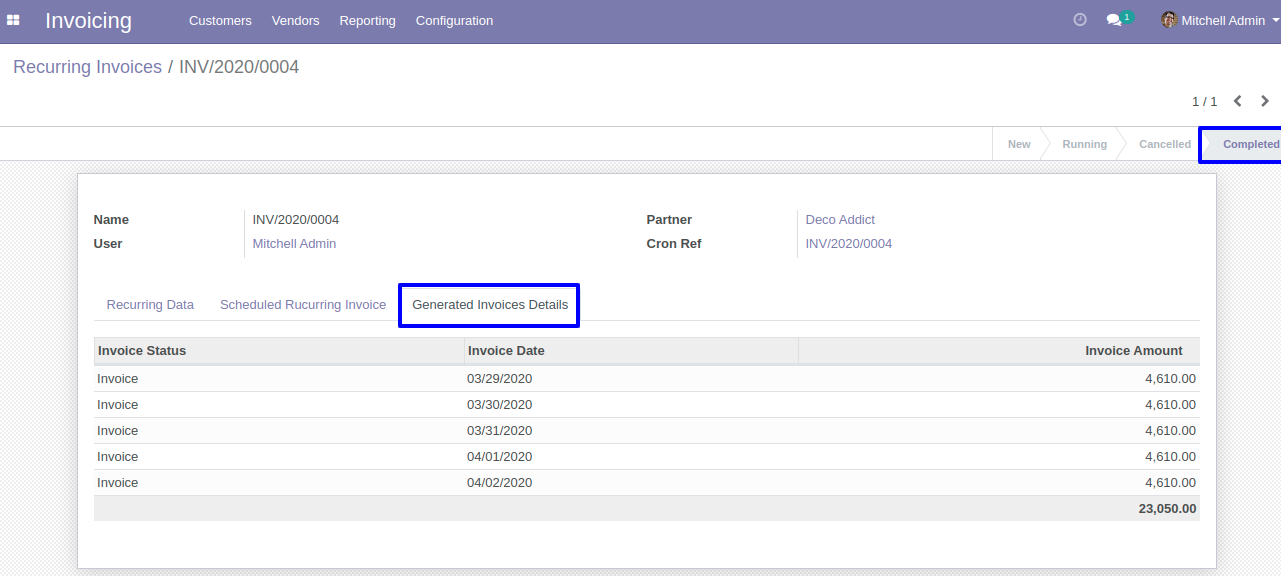 Invoicing Customers Vendors Reporting Configuration 1 Mitchell Admin
Recurring Invoices / INV/2020/0004
1 / 1
New Running Cancelled Completed
Name INV/2020/0004 Partner Deco Addict
User Mitchell Admin Cron Ref INV/2020/0004
Recurring Data Scheduled Rucurring Invoice Generated Invoices Details
Invoice Status Invoice Date Invoice Amount
Invoice 03/29/2020 4,610.00
Invoice 03/30/2020 4,610.00
Invoice 03/31/2020 4,610.00
Invoice 04/01/2020 4,610.00
Invoice 04/02/2020 4,610.00
23,050.00